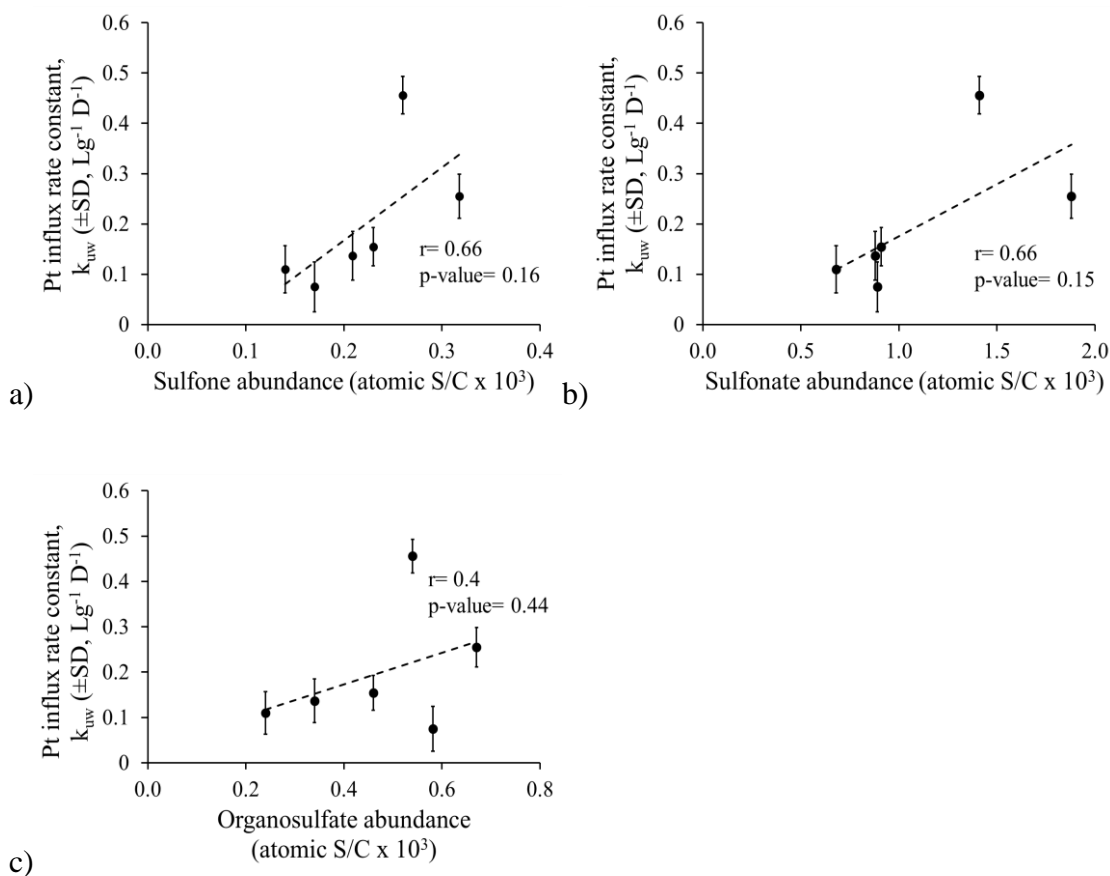 Pt influx rate constant,
k_uw (±SD, Lg⁻¹ D⁻¹)
0.6
0.5
0.4
0.3
0.2
0.1
0
r= 0.66
p-value= 0.16
0.0 0.1 0.2 0.3 0.4
Sulfone abundance (atomic S/C x 10³)
a)
Pt influx rate constant,
k_uw (±SD, Lg⁻¹ D⁻¹)
0.6
0.5
0.4
0.3
0.2
0.1
0
r= 0.66
p-value= 0.15
0.0 0.5 1.0 1.5 2.0
Sulfonate abundance (atomic S/C x 10³)
b)
Pt influx rate constant,
k_uw (±SD, Lg⁻¹ D⁻¹)
0.6
0.5
0.4
0.3
0.2
0.1
0
r= 0.4
p-value= 0.44
0.0 0.2 0.4 0.6 0.8
Organosulfate abundance
(atomic S/C x 10³)
c)